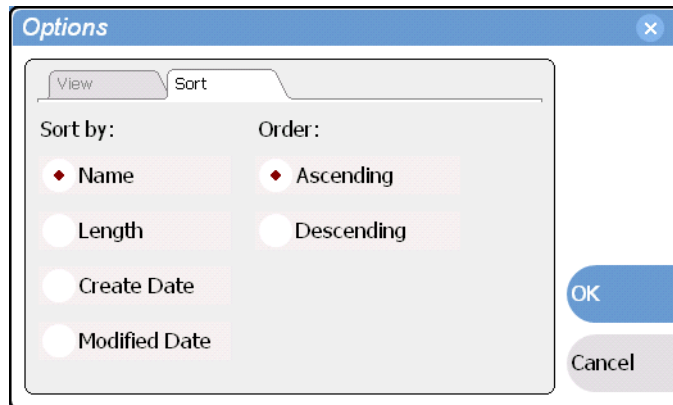 Options
View Sort
Sort by: Order:
Name Ascending
Length Descending
Create Date
Modified Date
OK
Cancel